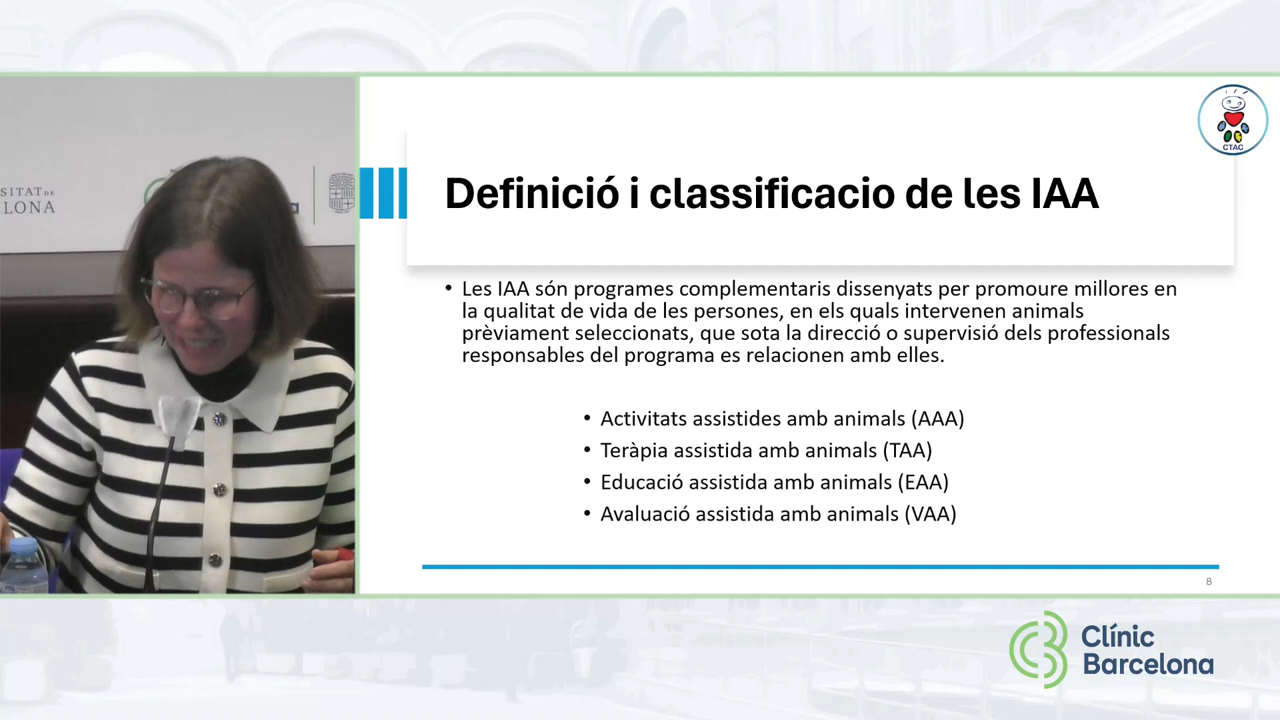 SITAT DE
LONA
CTAC
Definició i classificacio de les IAA
• Les IAA són programes complementaris dissenyats per promoure millores en
la qualitat de vida de les persones, en els quals intervenen animals
prèviament seleccionats, que sota la direcció o supervisió dels professionals
responsables del programa es relacionen amb elles.
• Activitats assistides amb animals (AAA)
• Teràpia assistida amb animals (TAA)
• Educació assistida amb animals (EAA)
• Avaluació assistida amb animals (VAA)
8
Clínic
Barcelona